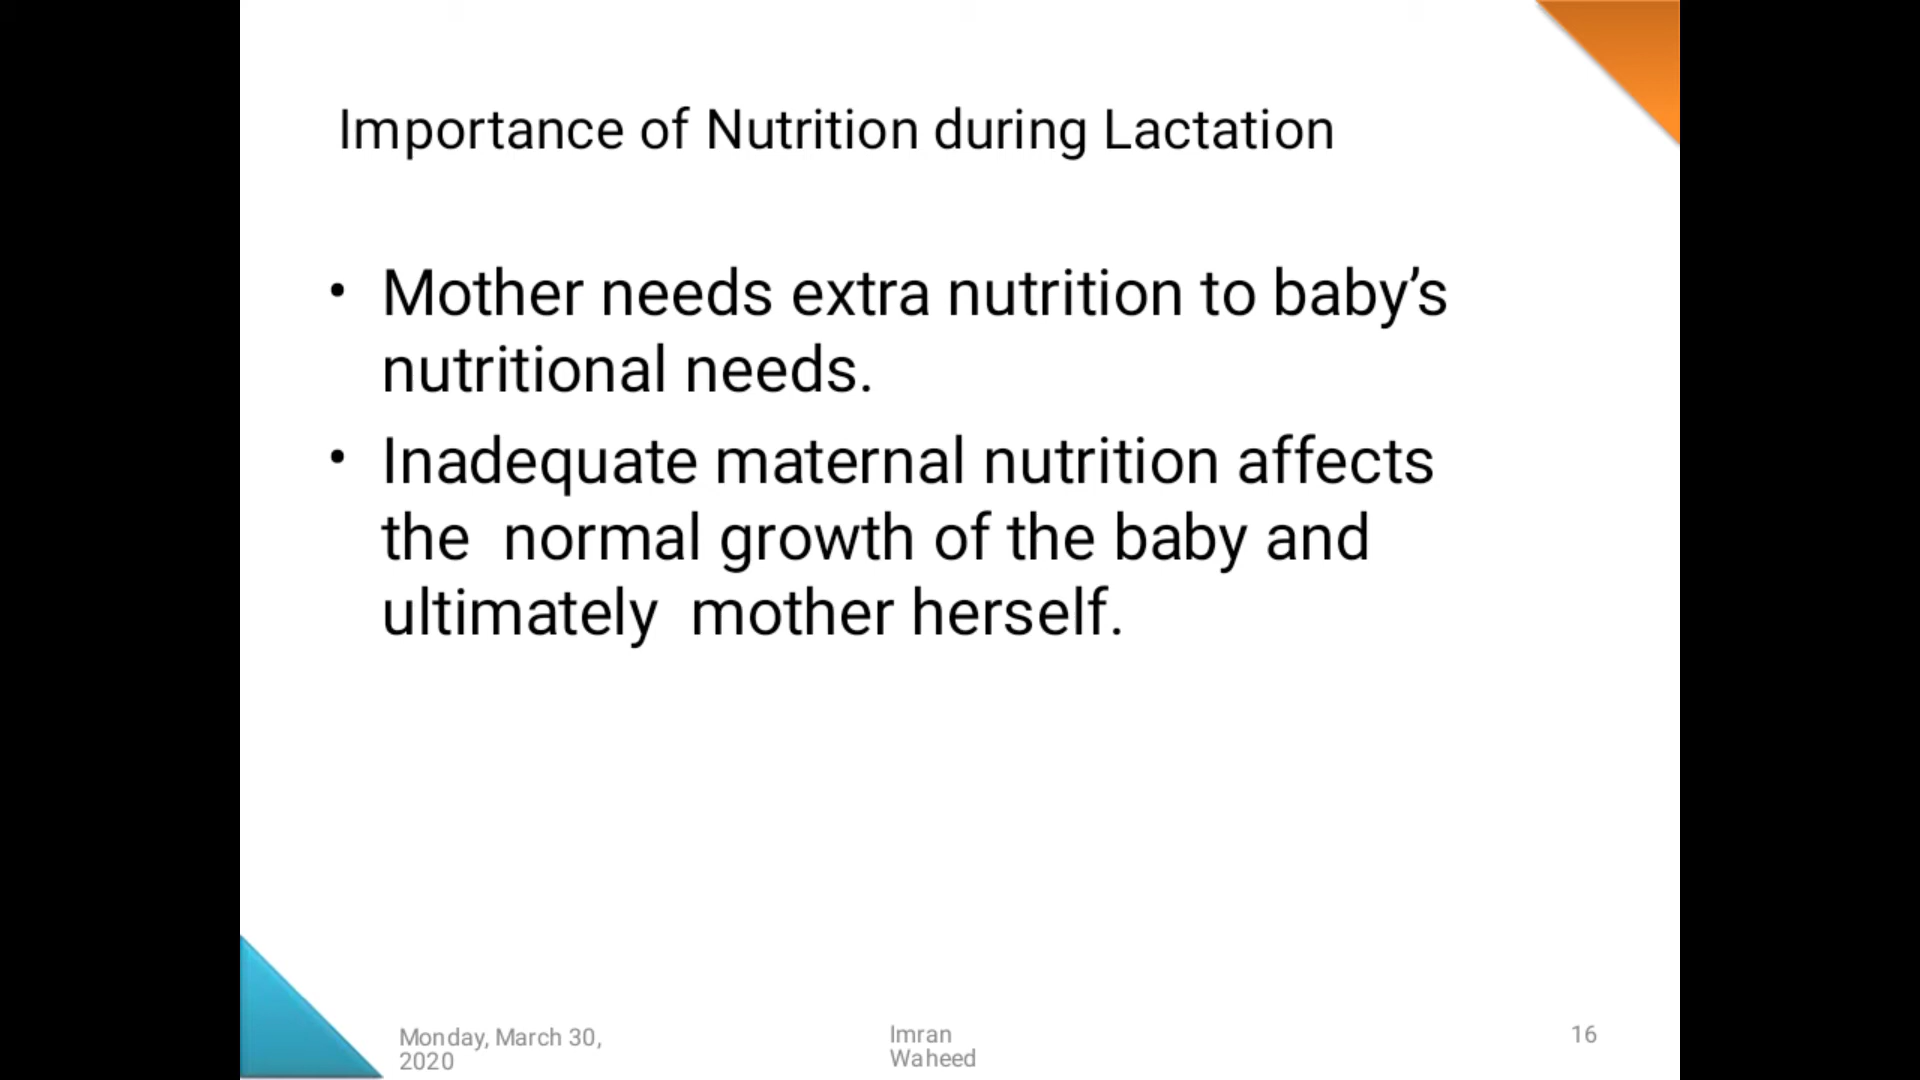 Importance of Nutrition during Lactation
• Mother needs extra nutrition to baby’s
nutritional needs.
• Inadequate maternal nutrition affects
the  normal growth of the baby and
ultimately  mother herself.
Monday, March 30,
2020
Imran
Waheed
16